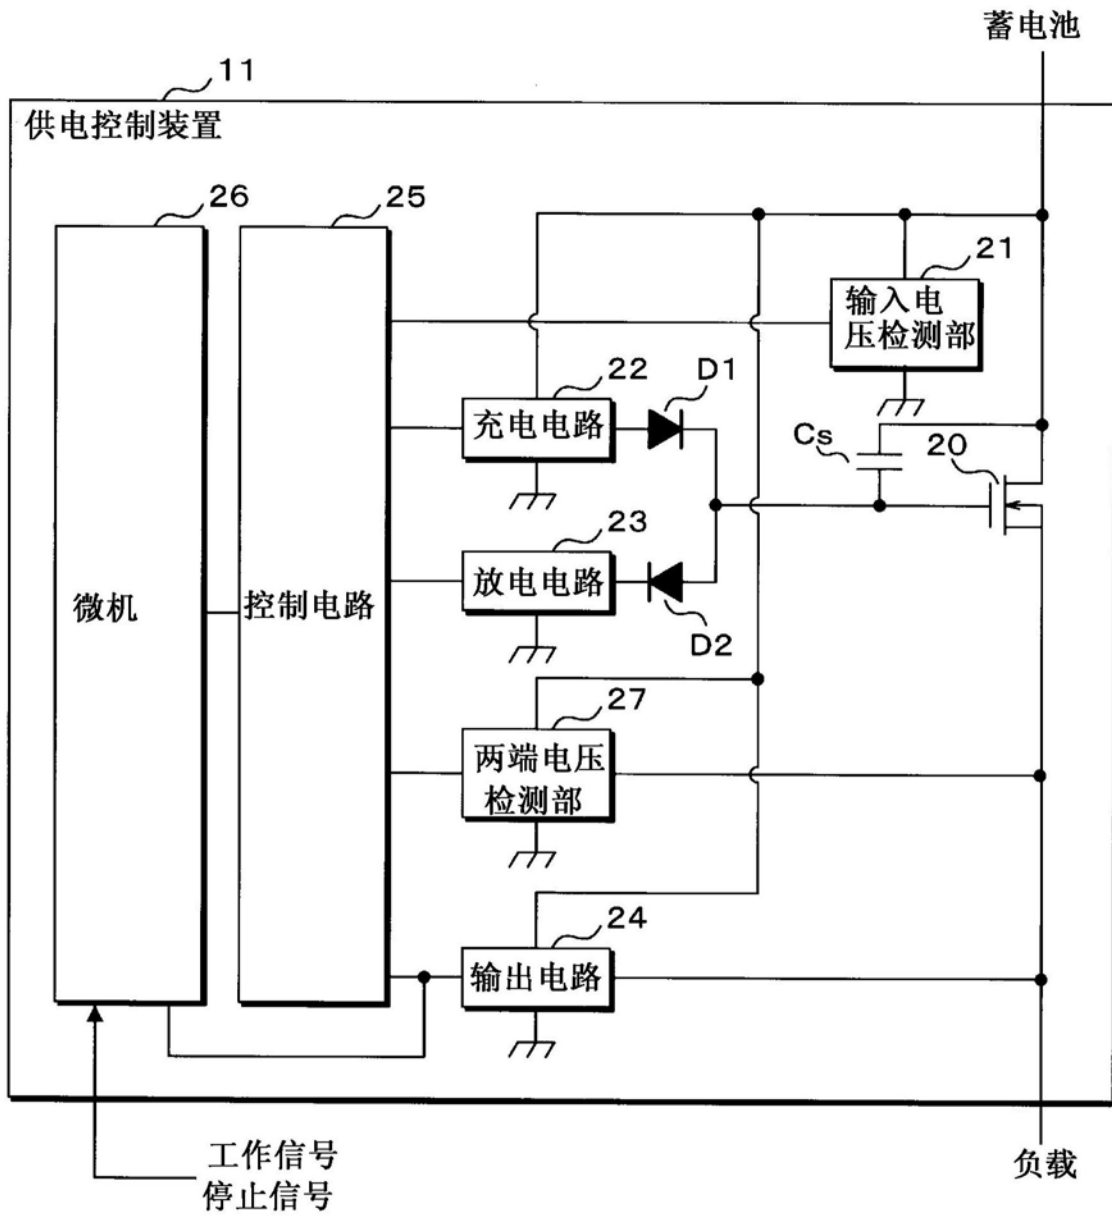 蓄电池
11
供电控制装置
26
25
21
输入电
压检测部
22
D1
充电电路
Cs
20
23
放电电路
微机
控制电路
D2
27
两端电压
检测部
24
输出电路
工作信号
停止信号
负载